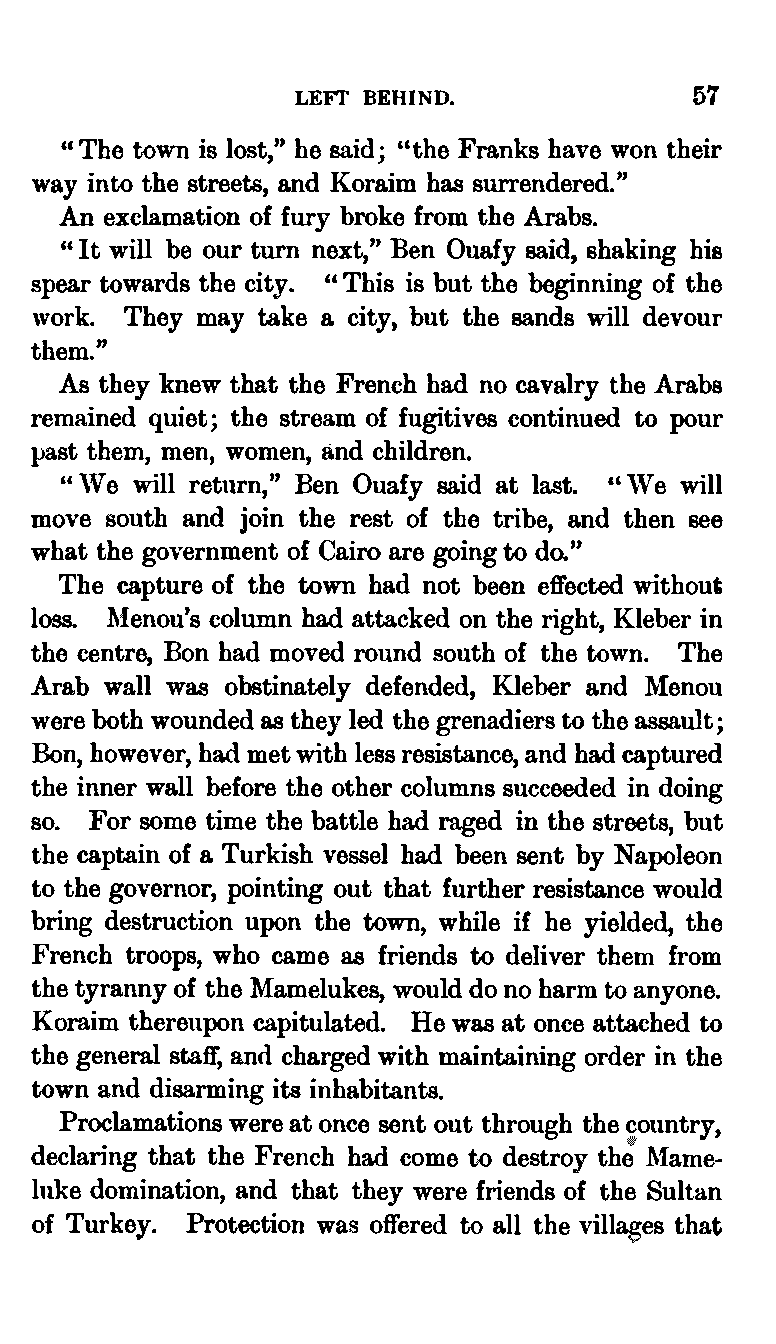 LEFT BEHIND. 57
“The town is lost,” he said; “the Franks have won their
way into the streets, and Koraim has surrendered.”
An exclamation of fury broke from the Arabs.
“It will be our turn next,” Ben Ouafy said, shaking his
spear towards the city. “This is but the beginning of the
work. They may take a city, but the sands will devour
them.”
As they knew that the French had no cavalry the Arabs
remained quiet; the stream of fugitives continued to pour
past them, men, women, and children.
“We will return,” Ben Ouafy said at last. “We will
move south and join the rest of the tribe, and then see
what the government of Cairo are going to do.”
The capture of the town had not been effected without
loss. Menou’s column had attacked on the right, Kleber in
the centre, Bon had moved round south of the town. The
Arab wall was obstinately defended, Kleber and Menou
were both wounded as they led the grenadiers to the assault;
Bon, however, had met with less resistance, and had captured
the inner wall before the other columns succeeded in doing
so. For some time the battle had raged in the streets, but
the captain of a Turkish vessel had been sent by Napoleon
to the governor, pointing out that further resistance would
bring destruction upon the town, while if he yielded, the
French troops, who came as friends to deliver them from
the tyranny of the Mamelukes, would do no harm to anyone.
Koraim thereupon capitulated. He was at once attached to
the general staff, and charged with maintaining order in the
town and disarming its inhabitants.
Proclamations were at once sent out through the country,
declaring that the French had come to destroy the Mame-
luke domination, and that they were friends of the Sultan
of Turkey. Protection was offered to all the villages that